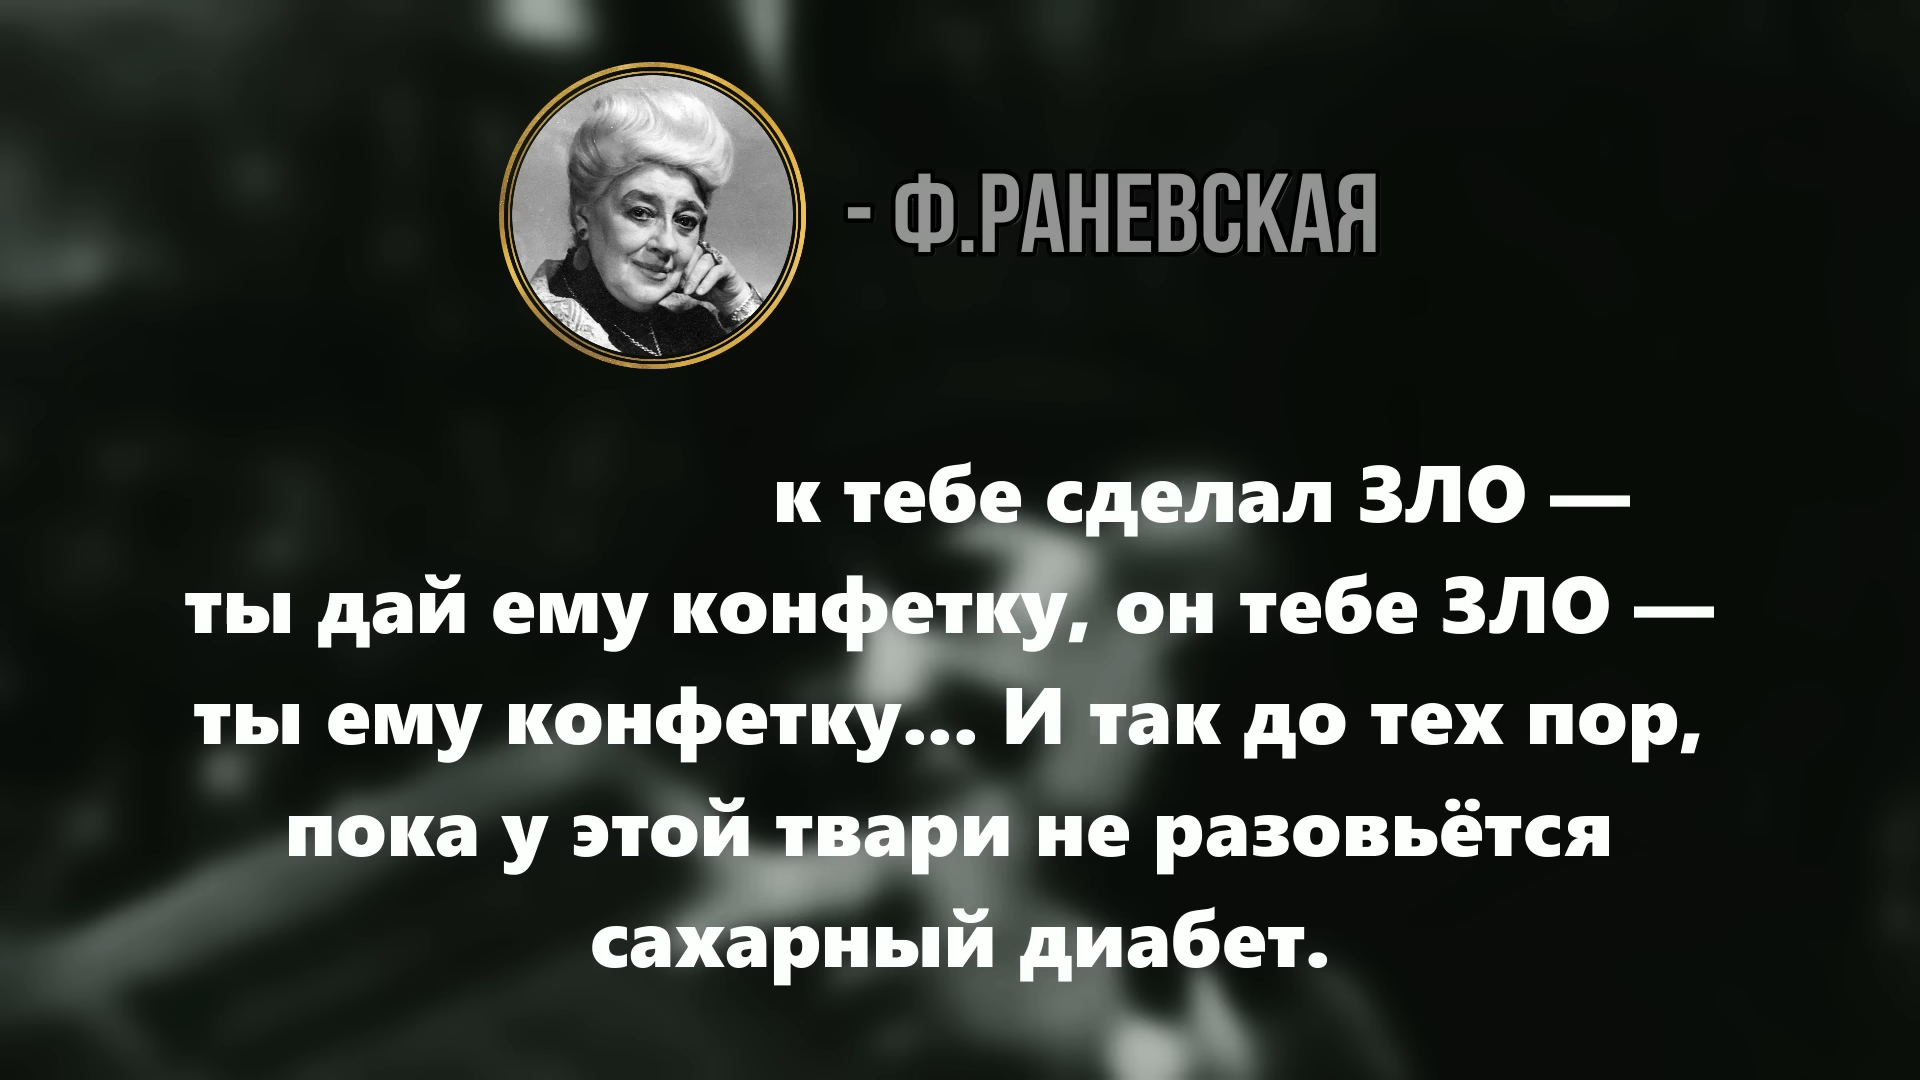 - Ф.РАНЕВСКАЯ
к тебе сделал ЗЛО —
ты дай ему конфетку, он тебе ЗЛО —
ты ему конфетку... И так до тех пор,
пока у этой твари не разовьётся
сахарный диабет.